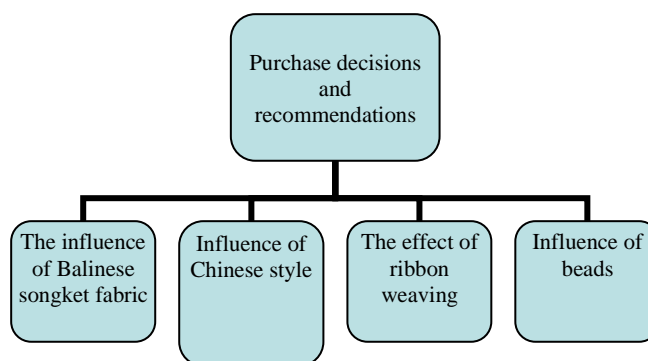 Purchase decisions
and
recommendations
The influence
of Balinese
songket fabric
Influence of
Chinese style
The effect of
ribbon
weaving
Influence of
beads